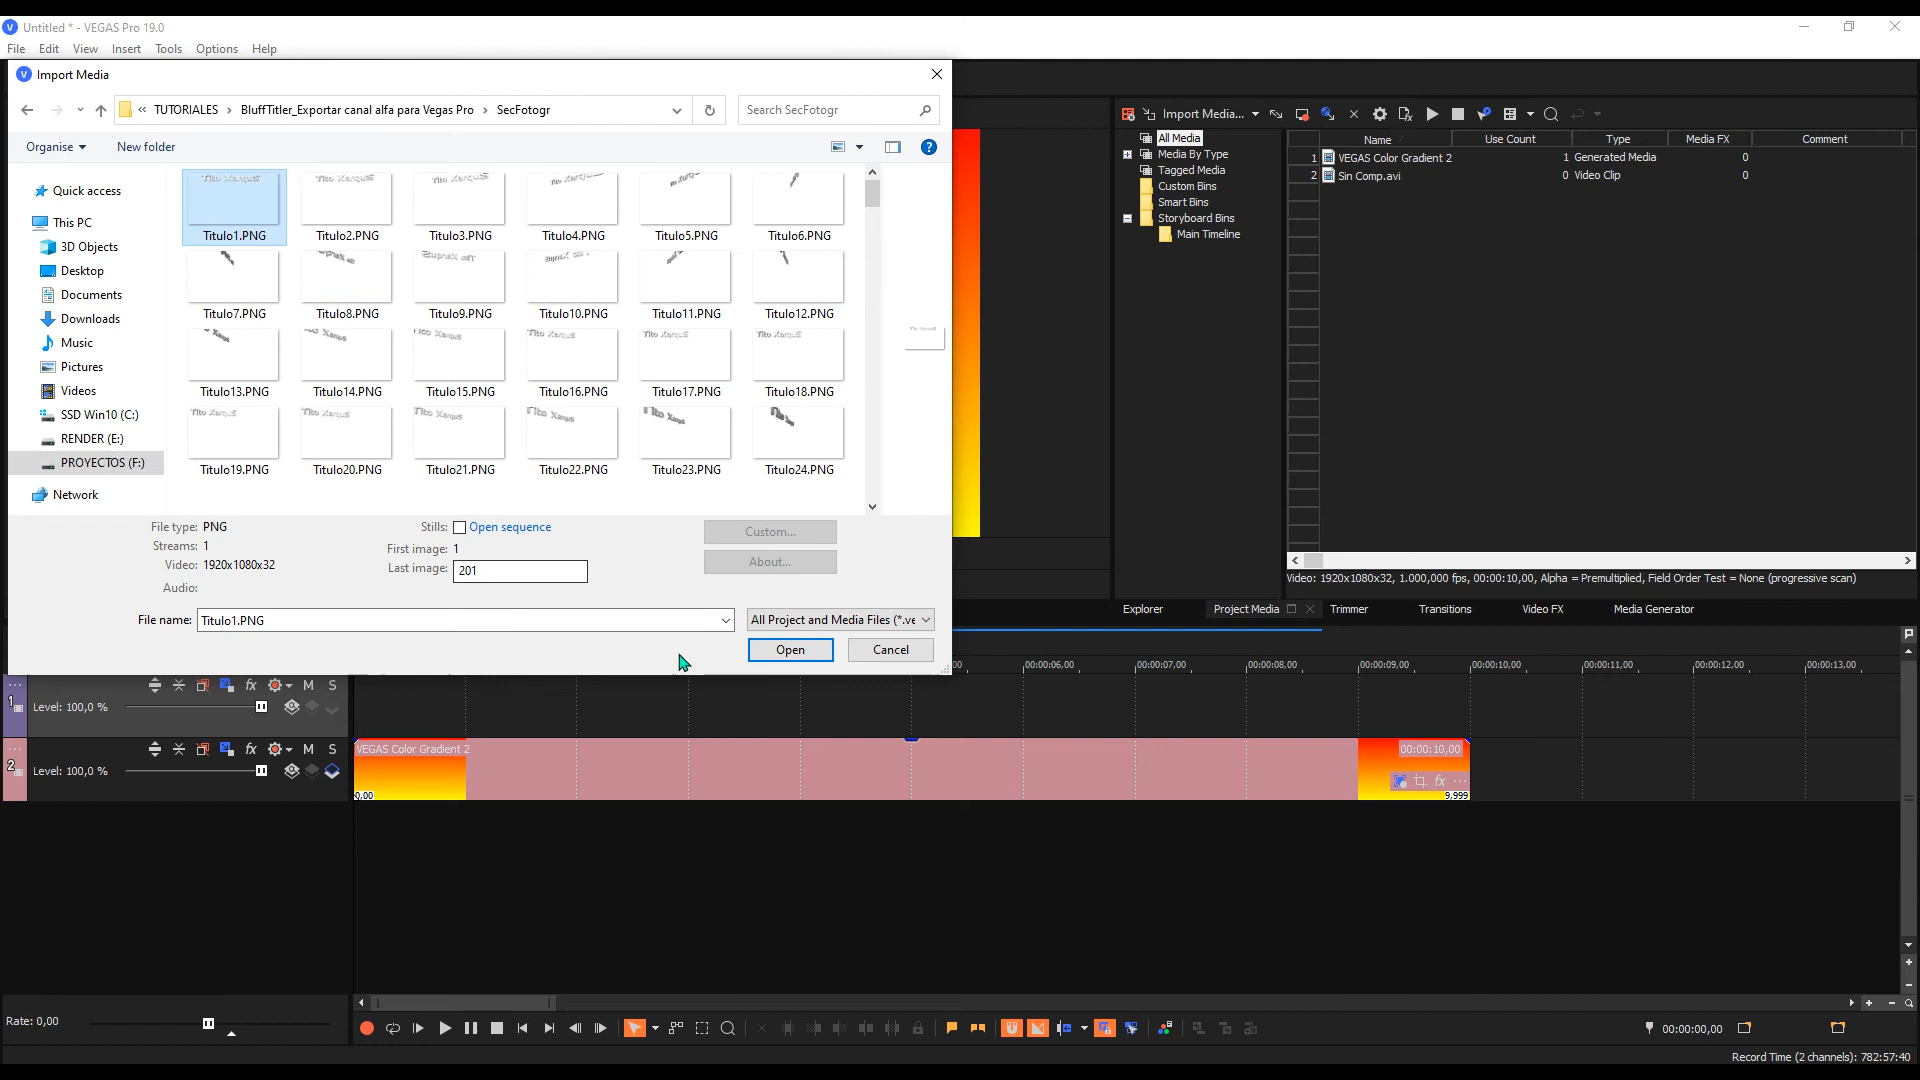 Untitled * - VEGAS Pro 19.0
File Edit View Insert Tools Options Help
Import Media
« TUTORIALES › BluffTitler_Exportar canal alfa para Vegas Pro › SecFotogr
Search SecFotogr
Organise
New folder
Quick access
This PC
3D Objects
Desktop
Documents
Downloads
Music
Pictures
Videos
SSD Win10 (C:)
RENDER (E:)
PROYECTOS (F:)
Network
Titulo1.PNG Titulo2.PNG Titulo3.PNG Titulo4.PNG Titulo5.PNG Titulo6.PNG
Titulo7.PNG Titulo8.PNG Titulo9.PNG Titulo10.PNG Titulo11.PNG Titulo12.PNG
Titulo13.PNG Titulo14.PNG Titulo15.PNG Titulo16.PNG Titulo17.PNG Titulo18.PNG
Titulo19.PNG Titulo20.PNG Titulo21.PNG Titulo22.PNG Titulo23.PNG Titulo24.PNG
File type: PNG
Streams: 1
Video: 1920x1080x32
Audio:
Stills: Open sequence
First image: 1
Last image: 201
Custom...
About...
File name: Titulo1.PNG
All Project and Media Files (*.ve
Open
Cancel
Import Media...
All Media
Media By Type
Tagged Media
Custom Bins
Smart Bins
Storyboard Bins
Main Timeline
Name Use Count Type Media FX Comment
1 VEGAS Color Gradient 2 1 Generated Media 0
2 Sin Comp.avi 0 Video Clip 0
Video: 1920x1080x32, 1.000,000 fps, 00:00:10,00, Alpha = Premultiplied, Field Order Test = None (progressive scan)
Explorer Project Media Trimmer Transitions Video FX Media Generator
00 00:00:06,00 00:00:07,00 00:00:08,00 00:00:09,00 00:00:10,00 00:00:11,00 00:00:12,00 00:00:13,00
1
fx M S
Level: 100,0 %
2
fx M S
Level: 100,0 %
VEGAS Color Gradient 2
00:00:10,00
fx
0,00
9,999
Rate: 0,00
00:00:00,00
Record Time (2 channels): 782:57:40